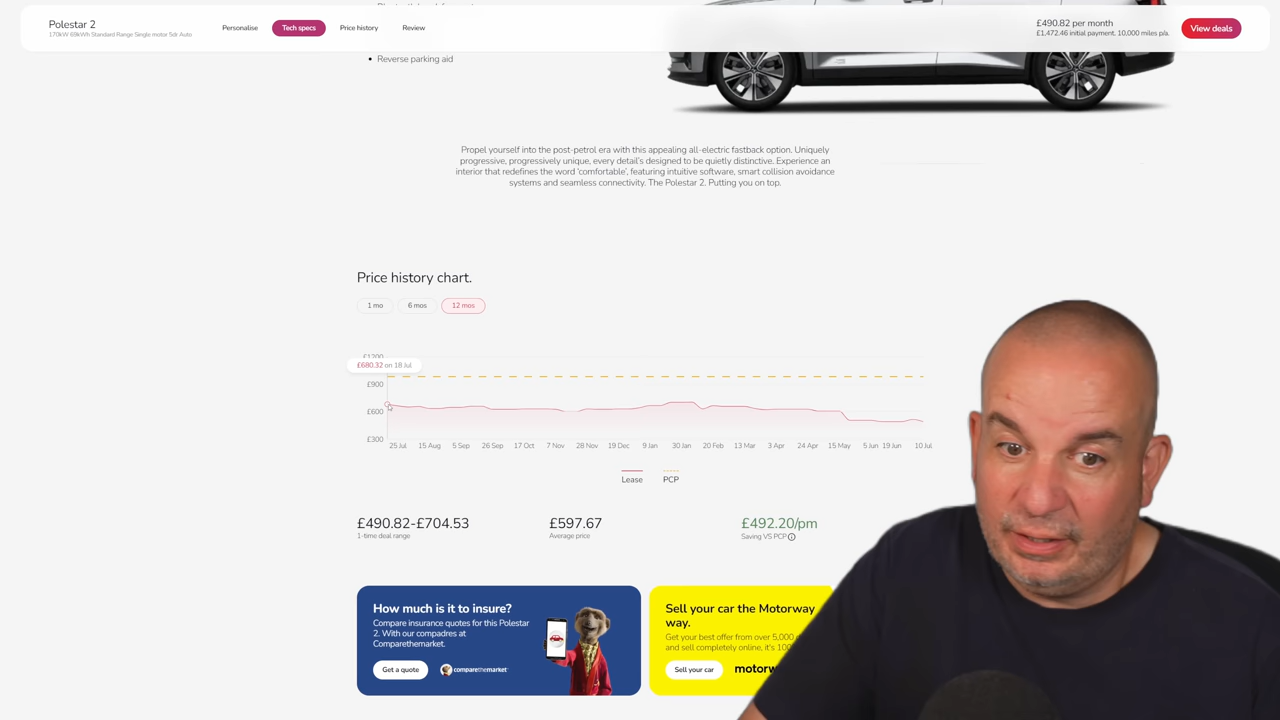 Polestar 2
170kW 68kWh Standard Range Single motor 5dr Auto
Personalise
Tech specs
Price history
Review
£490.82 per month
£1,472.46 initial payment. 10,000 miles p/a.
View deals
Reverse parking aid
Propel yourself into the post-petrol era with this appealing all-electric fastback option. Uniquely
progressive, progressively unique, every detail's designed to be quietly distinctive. Experience an
interior that redefines the word 'comfortable', featuring intuitive software, smart collision avoidance
systems and seamless connectivity. The Polestar 2. Putting you on top.
Price history chart.
1 mo
6 mos
12 mos
£1200
£680.32 on 18 Jul
£900
£600
£300
25 Jul
15 Aug
5 Sep
26 Sep
17 Oct
7 Nov
28 Nov
19 Dec
9 Jan
30 Jan
20 Feb
13 Mar
3 Apr
24 Apr
15 May
5 Jun
19 Jun
10 Jul
Lease
PCP
£490.82-£704.53
1-time deal range
£597.67
Average price
£492.20/pm
Saving VS PCP
How much is it to insure?
Compare insurance quotes for this Polestar
2. With our compadres at
Comparethemarket.
Get a quote
comparethemarket
Sell your car the Motorway
way.
Get your best offer from over 5,000
and sell completely online, it's
Sell your car